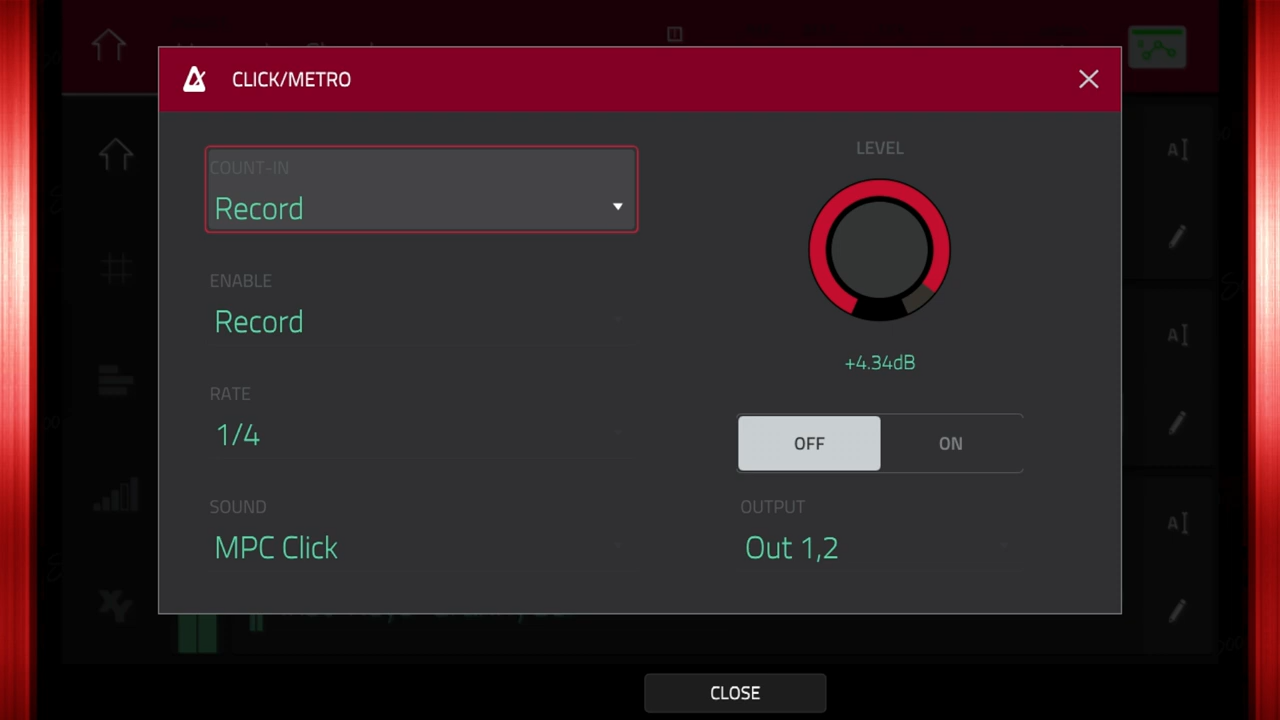 CLICK/METRO
COUNT-IN
Record
ENABLE
Record
RATE
1/4
SOUND
MPC Click
LEVEL
+4.34dB
OFF ON
OUTPUT
Out 1,2
CLOSE